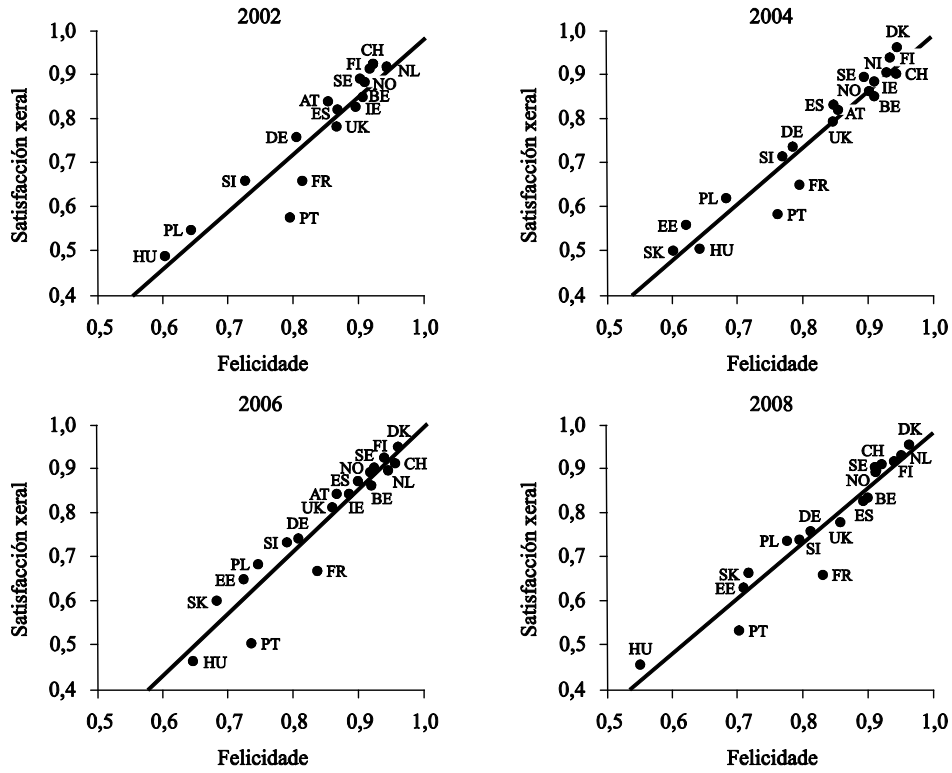 2002
Satisfacción xeral
1,0
0,9
0,8
0,7
0,6
0,5
0,4
CH
FI
NL
SE
NO
BE
AT
IE
ES
UK
DE
SI
FR
PT
PL
HU
0,5 0,6 0,7 0,8 0,9 1,0
Felicidade
2004
Satisfacción xeral
1,0
0,9
0,8
0,7
0,6
0,5
0,4
DK
FI
NI
CH
SE
IE
NO
BE
ES
AT
UK
DE
SI
FR
PL
PT
EE
SK
HU
0,5 0,6 0,7 0,8 0,9 1,0
Felicidade
2006
Satisfacción xeral
1,0
0,9
0,8
0,7
0,6
0,5
0,4
DK
FI
SE
CH
NO
NL
ES
BE
AT
IE
UK
DE
SI
PL
FR
EE
SK
PT
HU
0,5 0,6 0,7 0,8 0,9 1,0
Felicidade
2008
Satisfacción xeral
1,0
0,9
0,8
0,7
0,6
0,5
0,4
DK
CH
NL
SE
FI
NO
BE
ES
DE
UK
PL
SI
SK
FR
EE
PT
HU
0,5 0,6 0,7 0,8 0,9 1,0
Felicidade